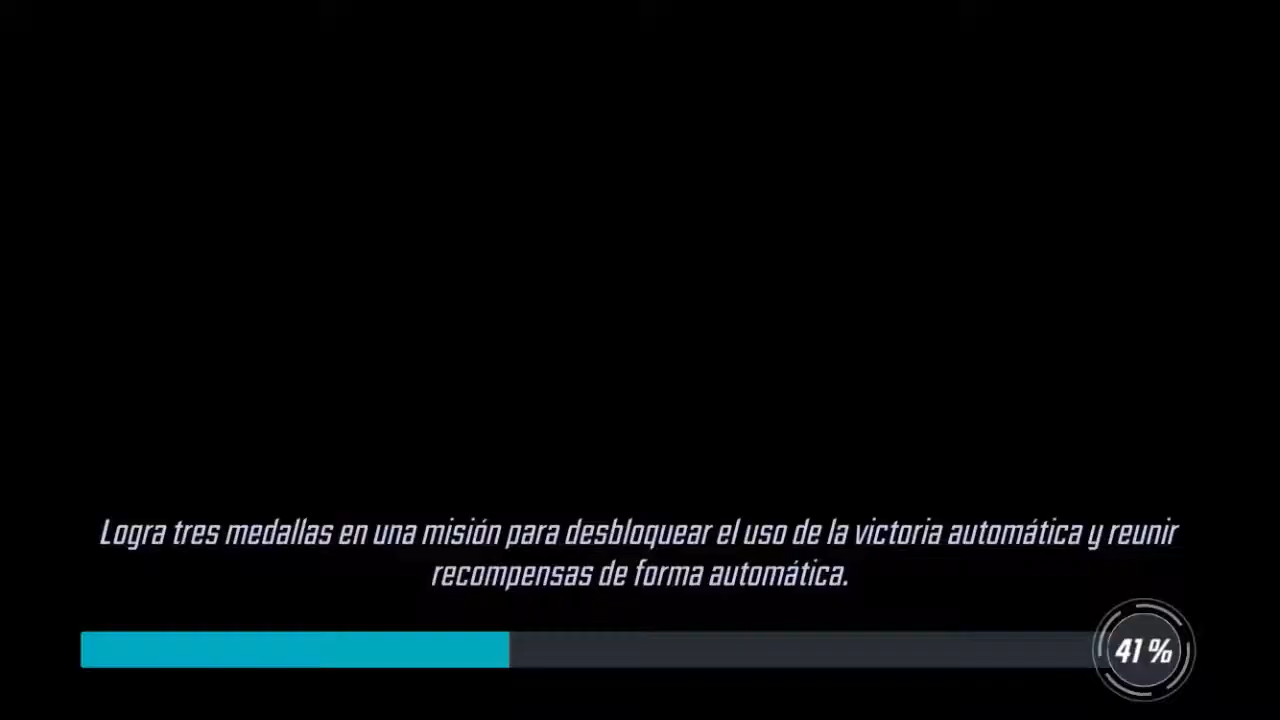 Logra tres medallas en una misión para desbloquear el uso de la victoria automática y reunir
recompensas de forma automática.
41 %